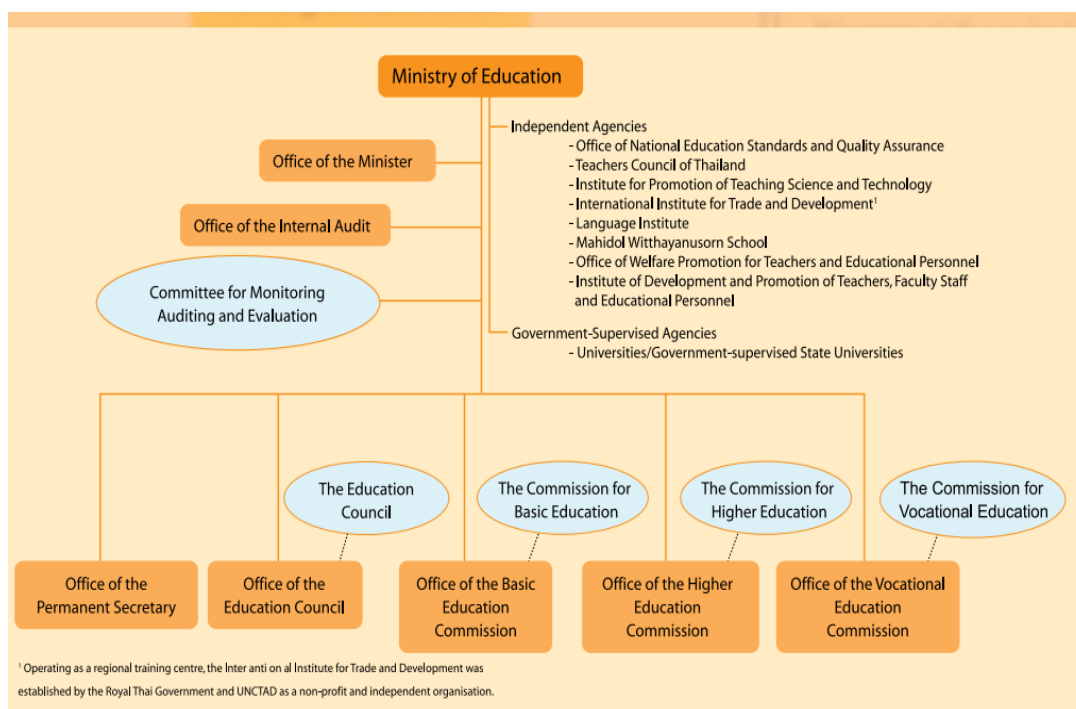 Ministry of Education
Independent Agencies
- Office of National Education Standards and Quality Assurance
- Teachers Council of Thailand
- Institute for Promotion of Teaching Science and Technology
- International Institute for Trade and Development¹
- Language Institute
- Mahidol Witthayanusorn School
- Office of Welfare Promotion for Teachers and Educational Personnel
- Institute of Development and Promotion of Teachers, Faculty Staff
and Educational Personnel
Government-Supervised Agencies
- Universities/Government-supervised State Universities
Office of the Minister
Office of the Internal Audit
Committee for Monitoring
Auditing and Evaluation
The Education
Council
The Commission for
Basic Education
The Commission for
Higher Education
The Commission for
Vocational Education
Office of the
Permanent Secretary
Office of the
Education Council
Office of the Basic
Education
Commission
Office of the Higher
Education
Commission
Office of the Vocational
Education
Commission
¹ Operating as a regional training centre, the Inter anti on al Institute for Trade and Development was
established by the Royal Thai Government and UNCTAD as a non-profit and independent organisation.